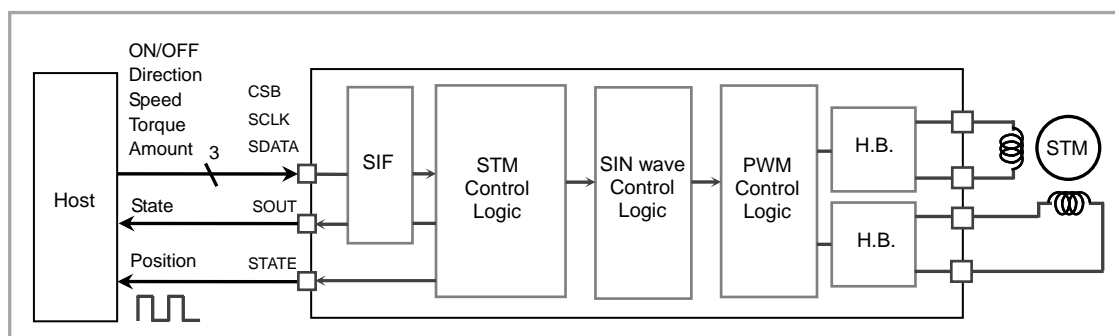 ON/OFF
Direction
Speed
Torque
Amount
3
CSB
SCLK
SDATA
Host
State
SOUT
Position
STATE
SIF
STM
Control
Logic
SIN wave
Control
Logic
PWM
Control
Logic
H.B.
H.B.
STM